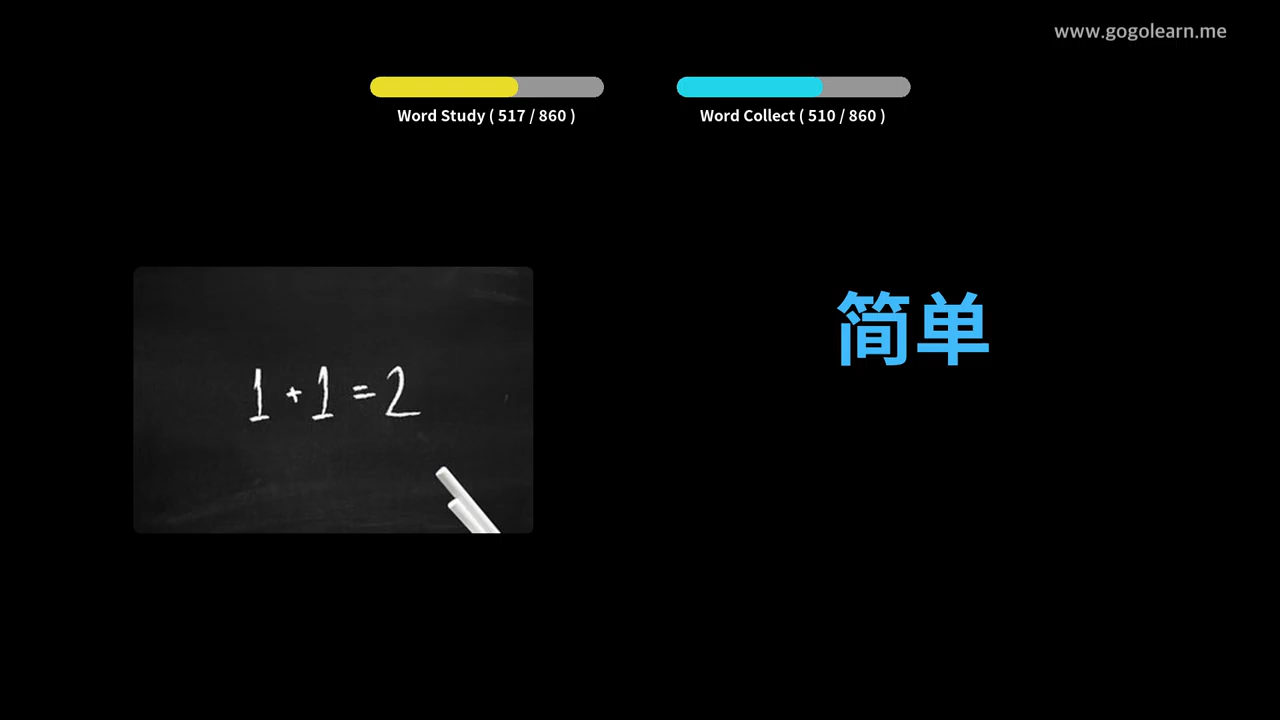 www.gogolearn.me
Word Study ( 517 / 860 )
Word Collect ( 510 / 860 )
简单
1 + 1 = 2